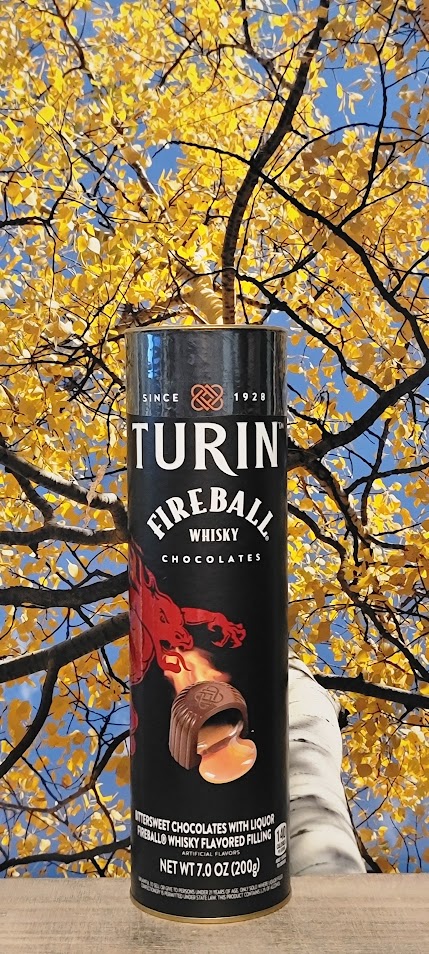 SINCE 1928
TURIN
FIREBALL®
WHISKY
CHOCOLATES
BITTERSWEET CHOCOLATES WITH LIQUOR
FIREBALL® WHISKY FLAVORED FILLING
ARTIFICIAL FLAVORS
NET WT 7.0 OZ (200g)
140